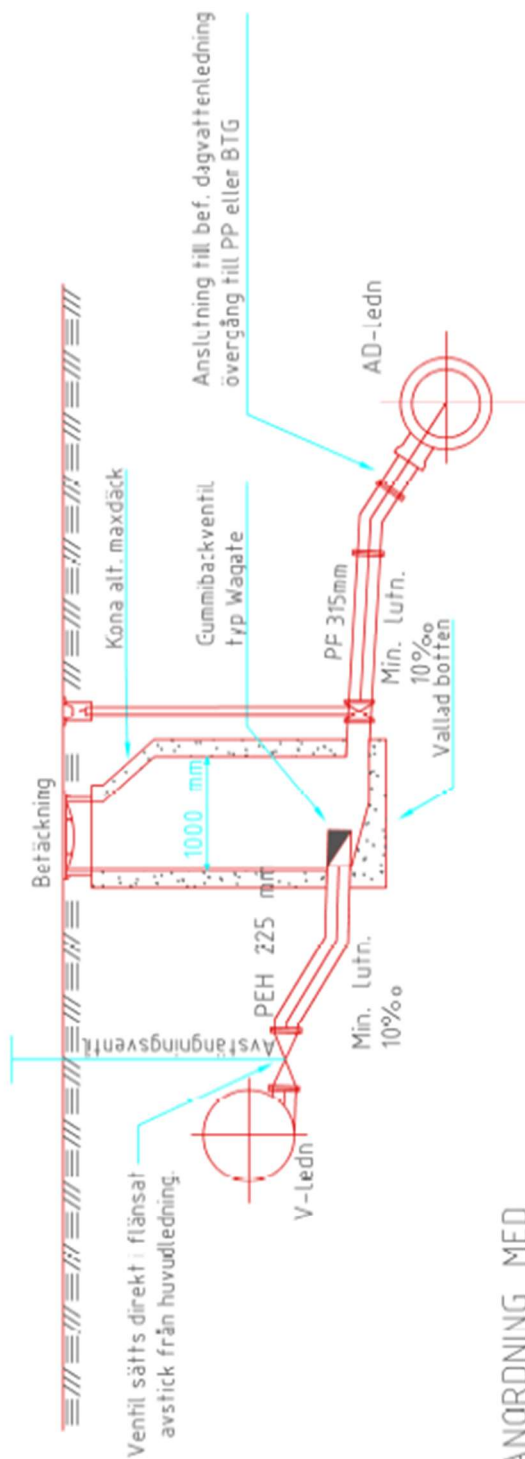 Betäckning
Kona alt. maxdäck
Gummibackventil
typ Wagate
Anslutning till bef. dagvattenledning
övergång till PP eller BTG
Ventil sätts direkt i flänsat
avstick från huvudledning.
Avstängningsventil
1000 mm
PEH 225 mm
PF 315mm
V-ledn
Min. lutn.
10‰
Min. lutn.
10‰
Vallad botten
AD-ledn
ANORDNING MED